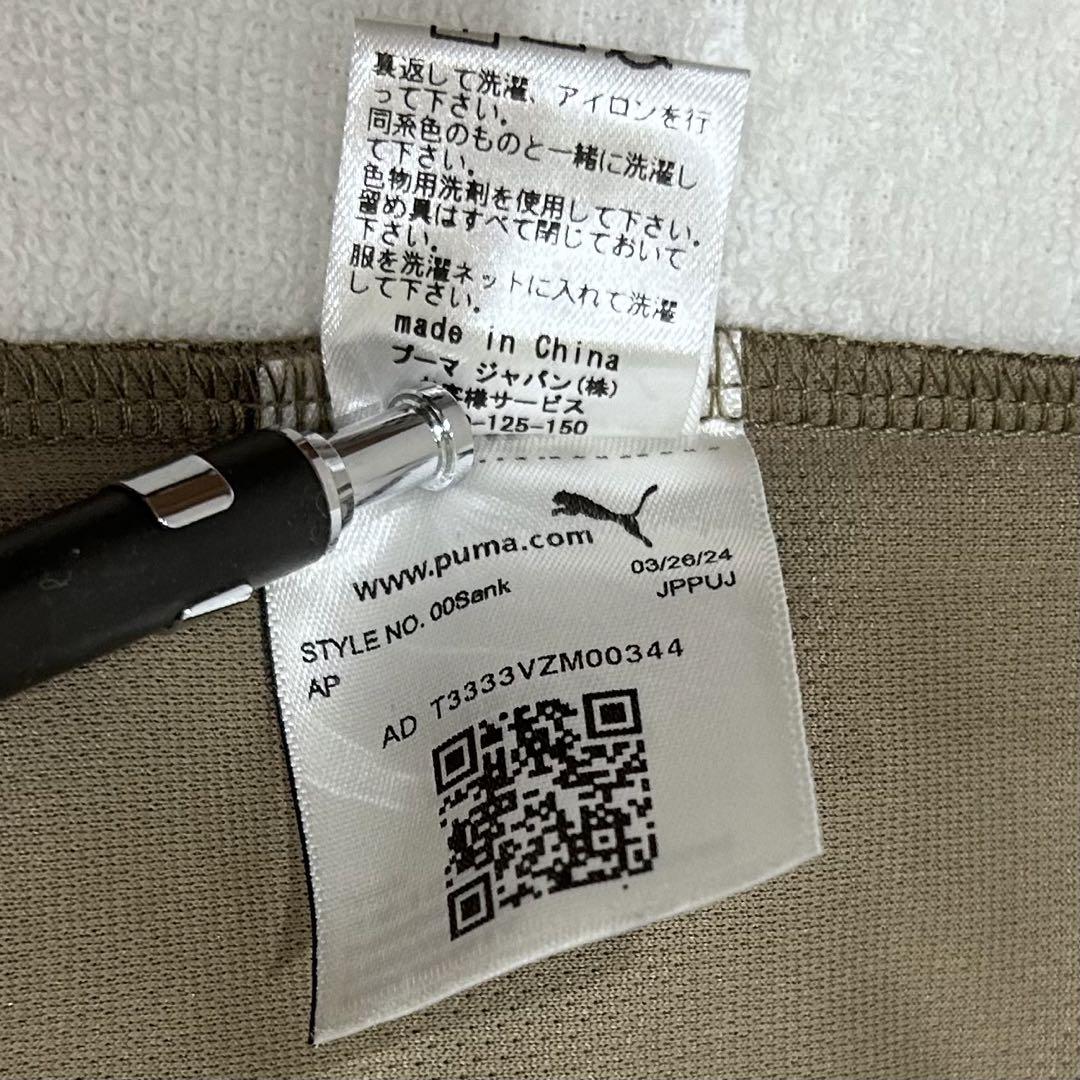 裏返して洗濯、アイロンを行
って下さい。
同系色のものと一緒に洗濯し
て下さい。
色物用洗剤を使用して下さい。
留め具はすべて閉じておいて
下さい。
服を洗濯ネットに入れて洗濯
して下さい。
made in China
プーマ ジャパン(株)
客様サービス
-125-150
www.puma.com
03/26/24
STYLE NO. 00Sank
JPPUJ
AP
AD T3333VZM00344